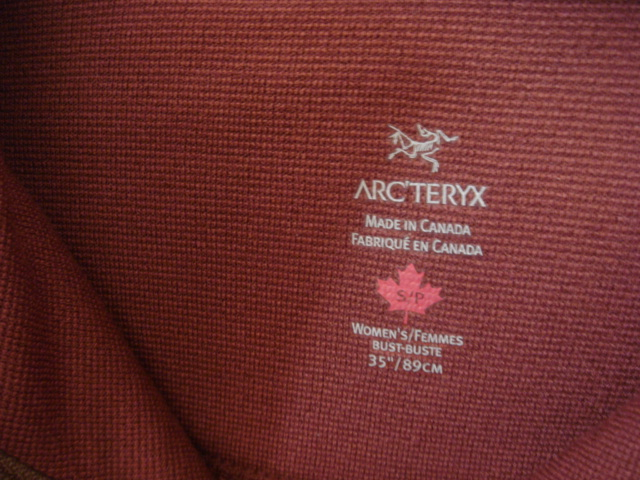 ARC'TERYX
MADE IN CANADA
FABRIQUÉ EN CANADA
S/P
WOMEN'S/FEMMES
BUST-BUSTE
35"/89CM